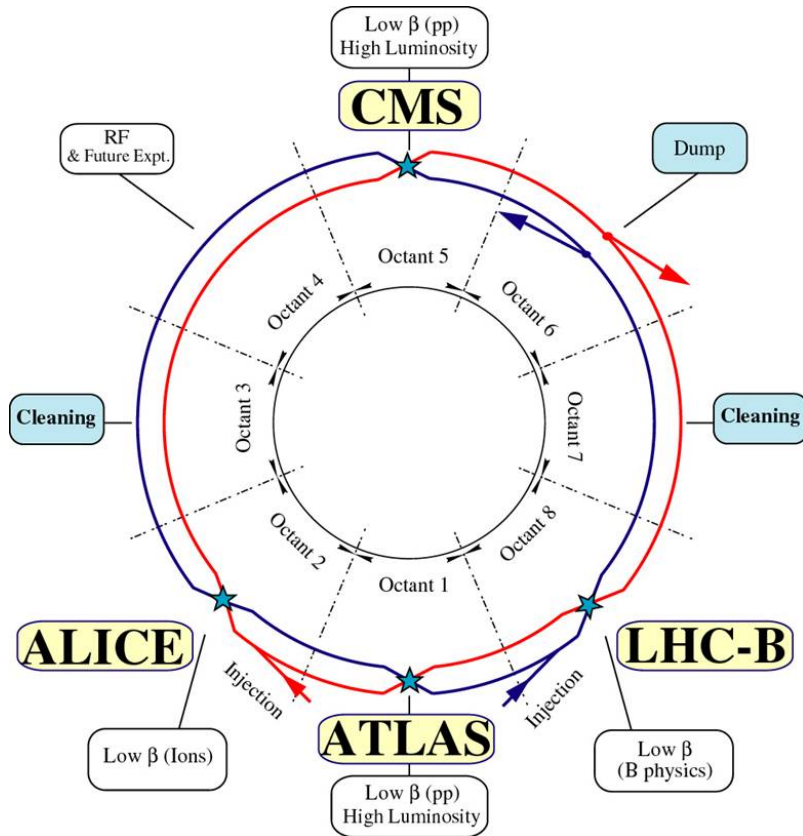 Low β (pp)
High Luminosity
CMS
RF
& Future Expt.
Dump
Octant 5
Octant 4
Octant 6
Cleaning
Octant 3
Octant 7
Cleaning
Octant 2
Octant 8
Octant 1
ALICE
LHC-B
Injection
Injection
ATLAS
Low β (Ions)
Low β
(B physics)
Low β (pp)
High Luminosity